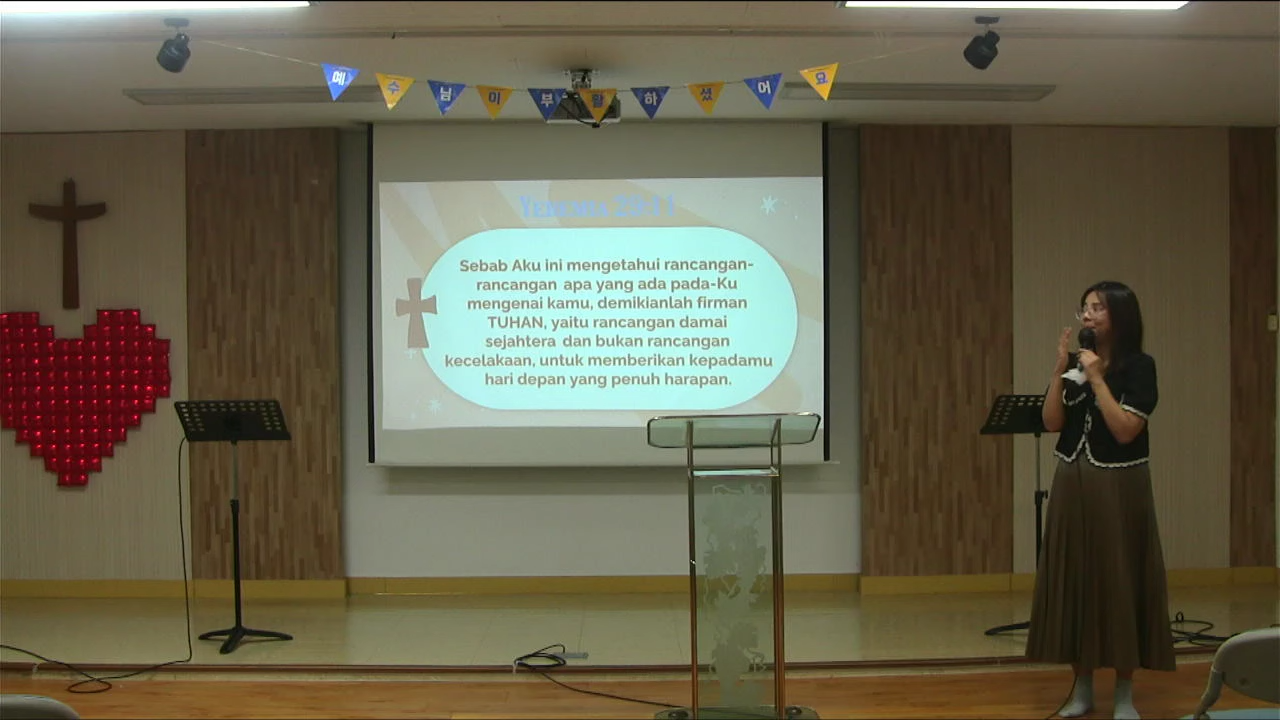 예수님이부활하셨어요
Yeremia 29:11
Sebab Aku ini mengetahui rancangan-
rancangan apa yang ada pada-Ku
mengenai kamu, demikianlah firman
TUHAN, yaitu rancangan damai
sejahtera dan bukan rancangan
kecelakaan, untuk memberikan kepadamu
hari depan yang penuh harapan.